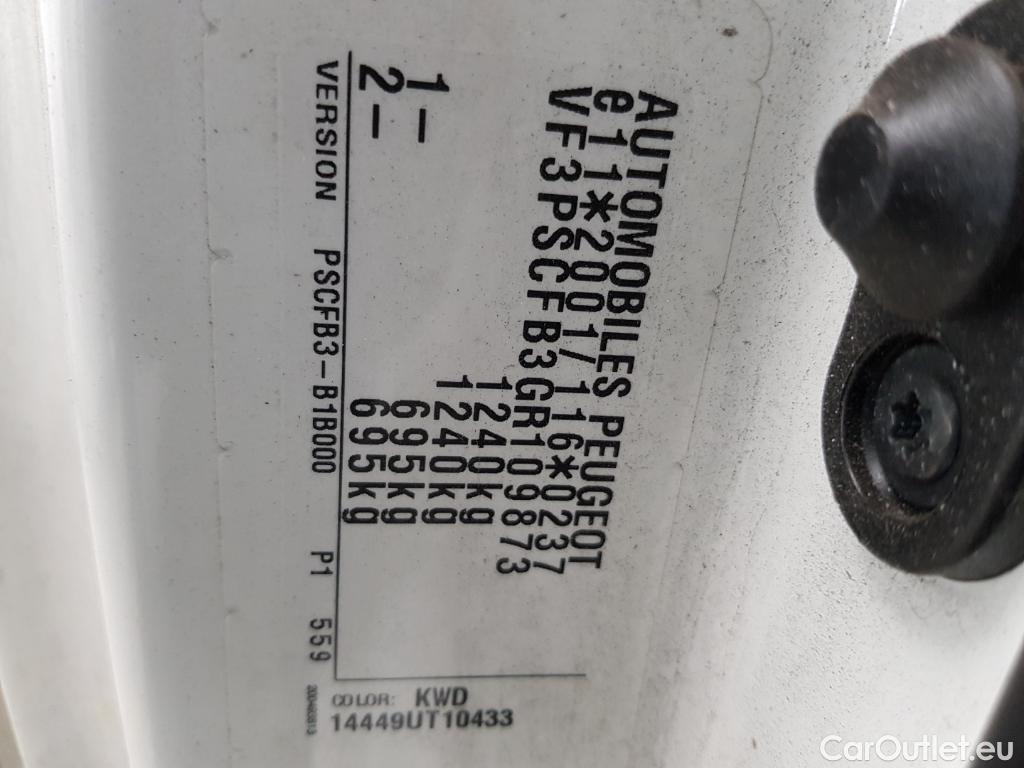 AUTOMOBILES PEUGEOT
e11*2001/116*0237
VF3PSCFB3GR109873
1240kg
1240kg
1- 695kg
2- 695kg
VERSION PSCFB3-B1B000 P1 559
COLOR: KWD
14449UT10433
CarOutlet.eu